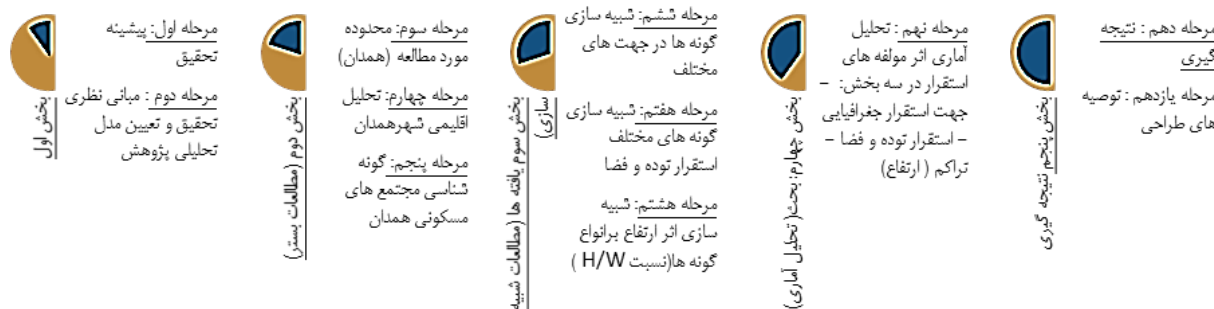 بخش اول
مرحله اول: پیشینه
تحقیق
مرحله دوم : مبانی نظری
تحقیق و تعیین مدل
تحلیلی پژوهش
بخش دوم (مطالعات بستر)
مرحله سوم: محدوده
مورد مطالعه (همدان)
مرحله چهارم: تحلیل
اقلیمی شهرهمدان
مرحله پنجم: گونه
شناسی مجتمع های
مسکونی همدان
بخش سوم یافته ها (مطالعات شبیه
سازی)
مرحله ششم: شبیه سازی
گونه ها در جهت های
مختلف
مرحله هفتم: شبیه سازی
گونه های مختلف
استقرار توده و فضا
مرحله هشتم: شبیه
سازی اثر ارتفاع برانواع
گونه ها(نسبت H/W )
بخش چهارم: بحث( تحلیل آماری)
مرحله نهم : تحلیل
آماری اثر مولفه های
استقرار در سه بخش: -
جهت استقرار جغرافیایی
- استقرار توده و فضا -
تراکم ( ارتفاع)
بخش پنجم نتیجه گیری
مرحله دهم : نتیجه
گیری
مرحله یازدهم : توصیه
های طراحی